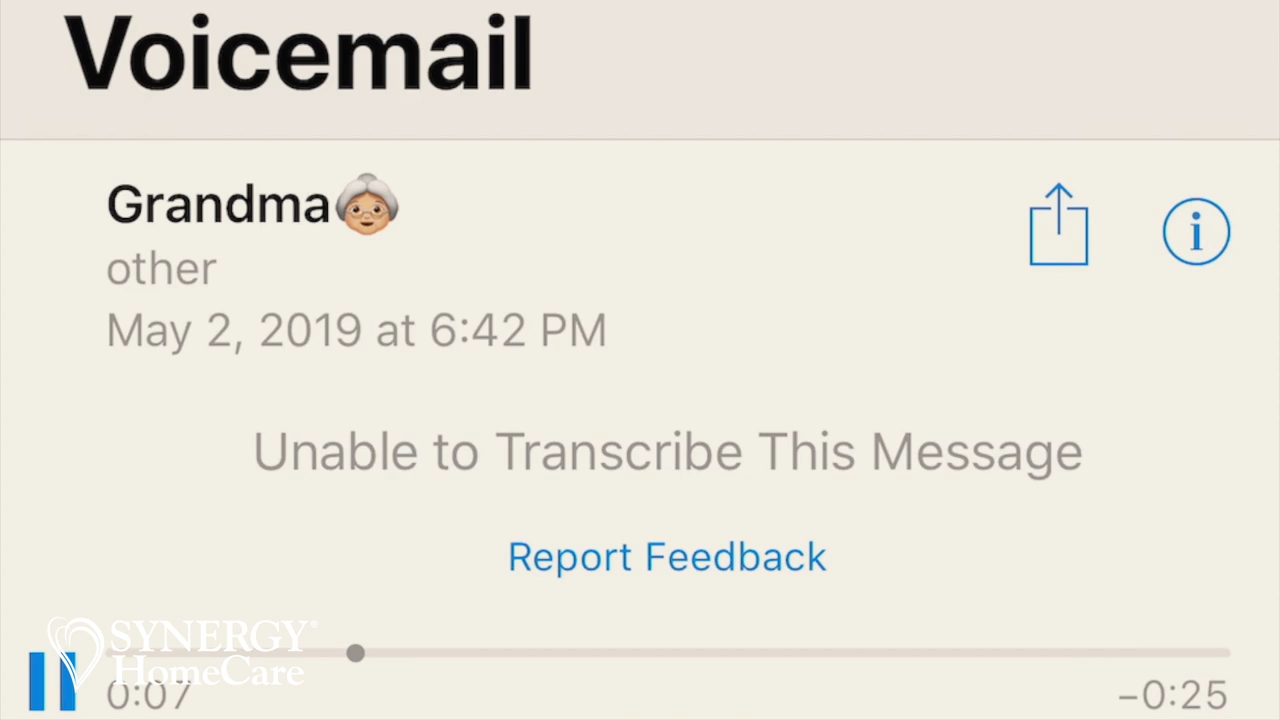 Voicemail
Grandma
other
May 2, 2019 at 6:42 PM
Unable to Transcribe This Message
Report Feedback
SYNERGY®
HomeCare
0:07
−0:25